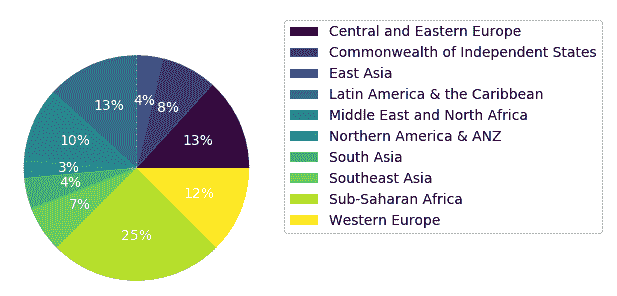 Central and Eastern Europe
Commonwealth of Independent States
East Asia
Latin America & the Caribbean
Middle East and North Africa
Northern America & ANZ
South Asia
Southeast Asia
Sub-Saharan Africa
Western Europe
4%
8%
13%
13%
10%
3%
4%
7%
12%
25%